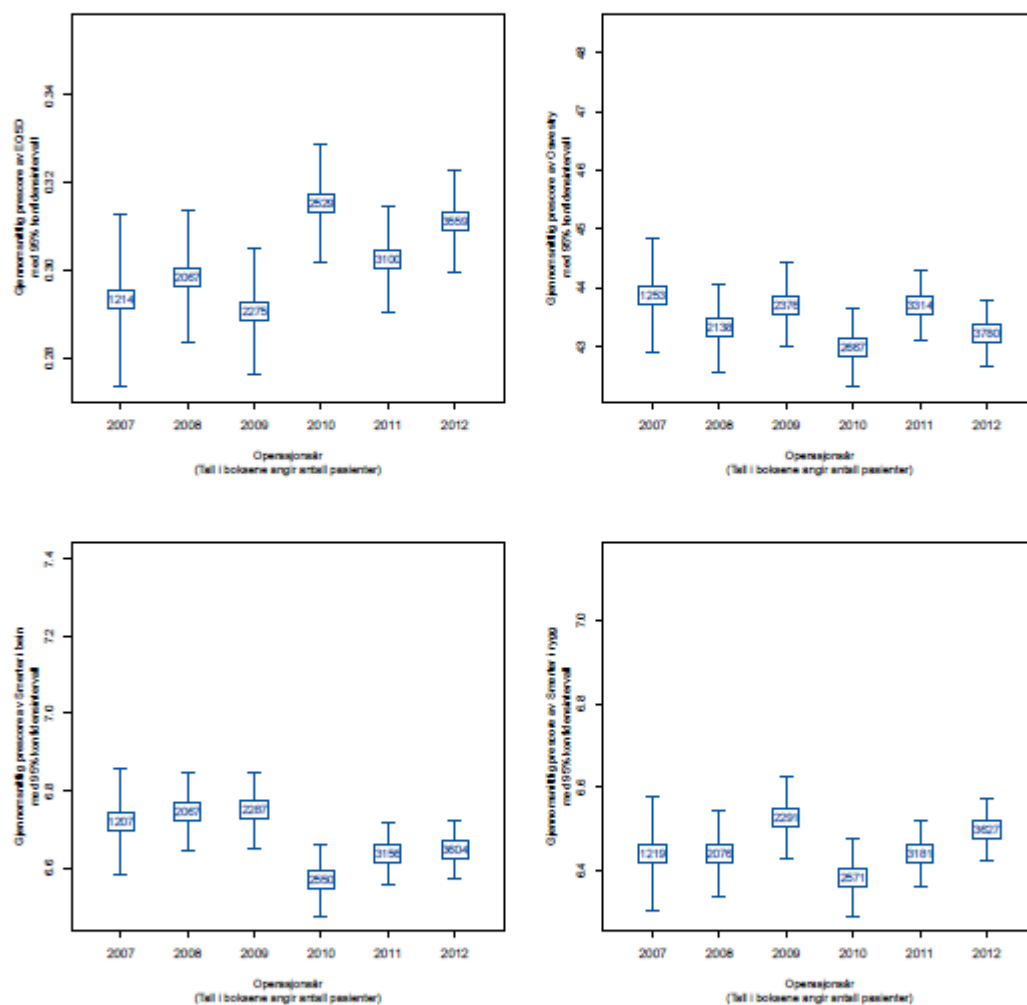 Gjennomsnittlig prescore av EQ5D
med 95% konfidensintervall
0.34
0.32
0.30
0.28
1214
2067
2275
2529
3100
3559
2007 2008 2009 2010 2011 2012
Operasjonsår
(Tall i boksene angir antall pasienter)
Gjennomsnittlig prescore av Oswestry
med 95% konfidensintervall
48
47
46
45
44
43
1253
2138
2376
2667
3314
3780
2007 2008 2009 2010 2011 2012
Operasjonsår
(Tall i boksene angir antall pasienter)
Gjennomsnittlig prescore av Smerter i bein
med 95% konfidensintervall
7.4
7.2
7.0
6.8
6.6
1207
2067
2287
2550
3156
3604
2007 2008 2009 2010 2011 2012
Operasjonsår
(Tall i boksene angir antall pasienter)
Gjennomsnittlig prescore av Smerter i rygg
med 95% konfidensintervall
7.0
6.8
6.6
6.4
1219
2076
2291
2571
3181
3627
2007 2008 2009 2010 2011 2012
Operasjonsår
(Tall i boksene angir antall pasienter)